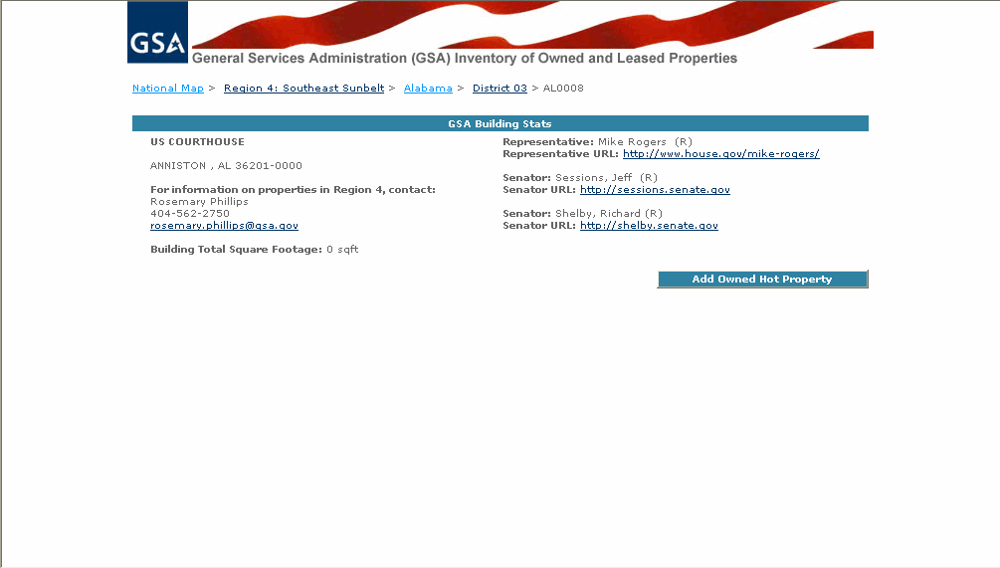 GSA
General Services Administration (GSA) Inventory of Owned and Leased Properties
National Map > Region 4: Southeast Sunbelt > Alabama > District 03 > AL0008
GSA Building Stats
US COURTHOUSE
ANNISTON , AL 36201-0000
For information on properties in Region 4, contact:
Rosemary Phillips
404-562-2750
rosemary.phillips@gsa.gov
Building Total Square Footage: 0 sqft
Representative: Mike Rogers (R)
Representative URL: http://www.house.gov/mike-rogers/
Senator: Sessions, Jeff (R)
Senator URL: http://sessions.senate.gov
Senator: Shelby, Richard (R)
Senator URL: http://shelby.senate.gov
Add Owned Hot Property